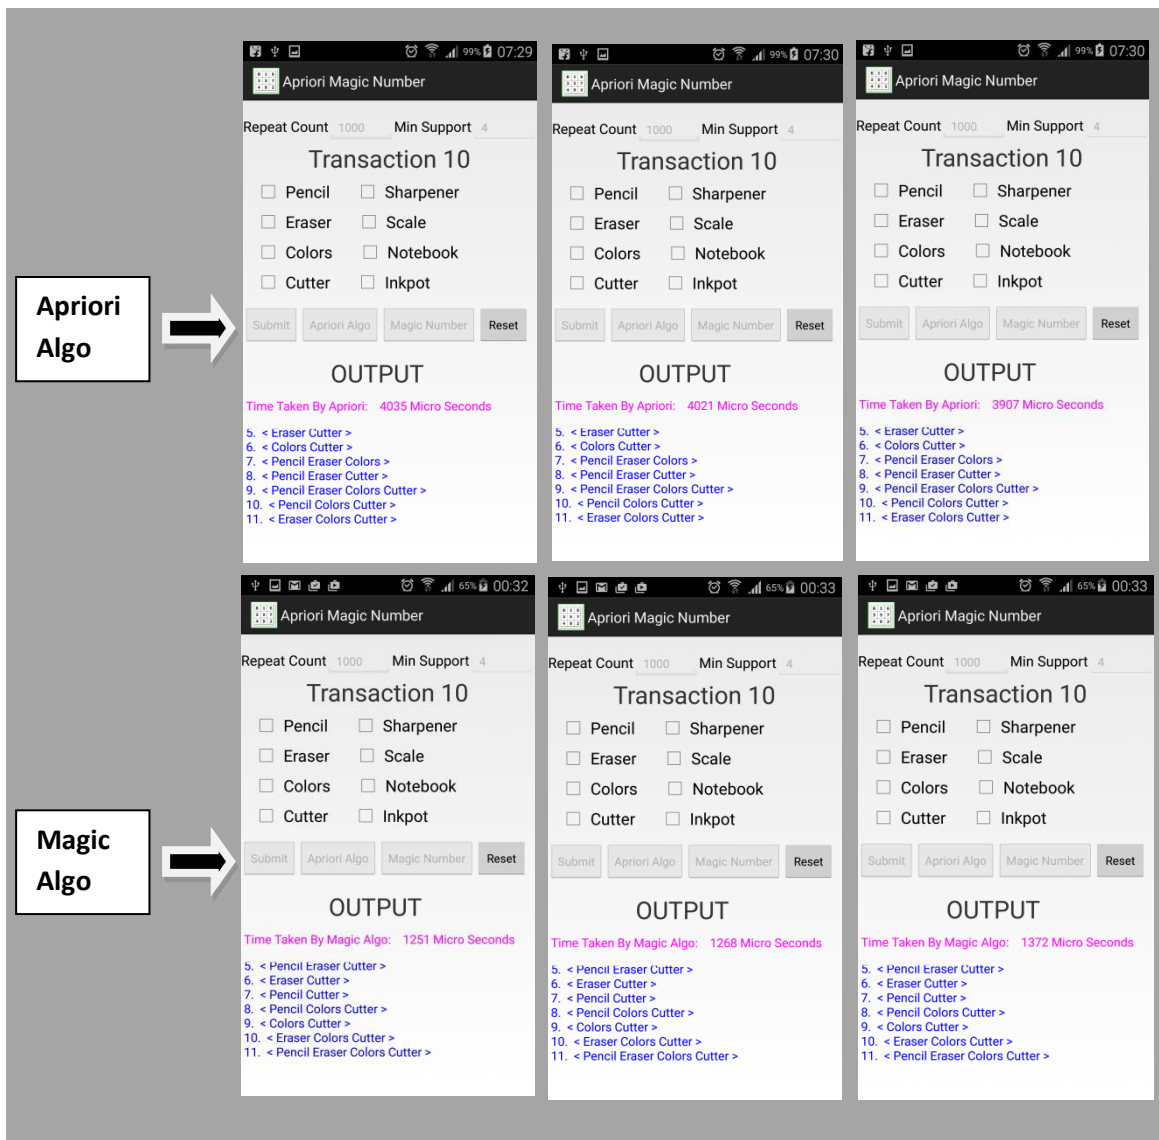 Apriori
Algo
99% 07:29
Apriori Magic Number
Repeat Count 1000 Min Support 4
Transaction 10
Pencil Sharpener
Eraser Scale
Colors Notebook
Cutter Inkpot
Submit Apriori Algo Magic Number Reset
OUTPUT
Time Taken By Apriori: 4035 Micro Seconds
5. < Eraser Cutter >
6. < Colors Cutter >
7. < Pencil Eraser Colors >
8. < Pencil Eraser Cutter >
9. < Pencil Eraser Colors Cutter >
10. < Pencil Colors Cutter >
11. < Eraser Colors Cutter >
99% 07:30
Apriori Magic Number
Repeat Count 1000 Min Support 4
Transaction 10
Pencil Sharpener
Eraser Scale
Colors Notebook
Cutter Inkpot
Submit Apriori Algo Magic Number Reset
OUTPUT
Time Taken By Apriori: 4021 Micro Seconds
5. < Eraser Cutter >
6. < Colors Cutter >
7. < Pencil Eraser Colors >
8. < Pencil Eraser Cutter >
9. < Pencil Eraser Colors Cutter >
10. < Pencil Colors Cutter >
11. < Eraser Colors Cutter >
99% 07:30
Apriori Magic Number
Repeat Count 1000 Min Support 4
Transaction 10
Pencil Sharpener
Eraser Scale
Colors Notebook
Cutter Inkpot
Submit Apriori Algo Magic Number Reset
OUTPUT
Time Taken By Apriori: 3907 Micro Seconds
5. < Eraser Cutter >
6. < Colors Cutter >
7. < Pencil Eraser Colors >
8. < Pencil Eraser Cutter >
9. < Pencil Eraser Colors Cutter >
10. < Pencil Colors Cutter >
11. < Eraser Colors Cutter >
Magic
Algo
65% 00:32
Apriori Magic Number
Repeat Count 1000 Min Support 4
Transaction 10
Pencil Sharpener
Eraser Scale
Colors Notebook
Cutter Inkpot
Submit Apriori Algo Magic Number Reset
OUTPUT
Time Taken By Magic Algo: 1251 Micro Seconds
5. < Pencil Eraser Cutter >
6. < Eraser Cutter >
7. < Pencil Cutter >
8. < Pencil Colors Cutter >
9. < Colors Cutter >
10. < Eraser Colors Cutter >
11. < Pencil Eraser Colors Cutter >
65% 00:33
Apriori Magic Number
Repeat Count 1000 Min Support 4
Transaction 10
Pencil Sharpener
Eraser Scale
Colors Notebook
Cutter Inkpot
Submit Apriori Algo Magic Number Reset
OUTPUT
Time Taken By Magic Algo: 1268 Micro Seconds
5. < Pencil Eraser Cutter >
6. < Eraser Cutter >
7. < Pencil Cutter >
8. < Pencil Colors Cutter >
9. < Colors Cutter >
10. < Eraser Colors Cutter >
11. < Pencil Eraser Colors Cutter >
65% 00:33
Apriori Magic Number
Repeat Count 1000 Min Support 4
Transaction 10
Pencil Sharpener
Eraser Scale
Colors Notebook
Cutter Inkpot
Submit Apriori Algo Magic Number Reset
OUTPUT
Time Taken By Magic Algo: 1372 Micro Seconds
5. < Pencil Eraser Cutter >
6. < Eraser Cutter >
7. < Pencil Cutter >
8. < Pencil Colors Cutter >
9. < Colors Cutter >
10. < Eraser Colors Cutter >
11. < Pencil Eraser Colors Cutter >